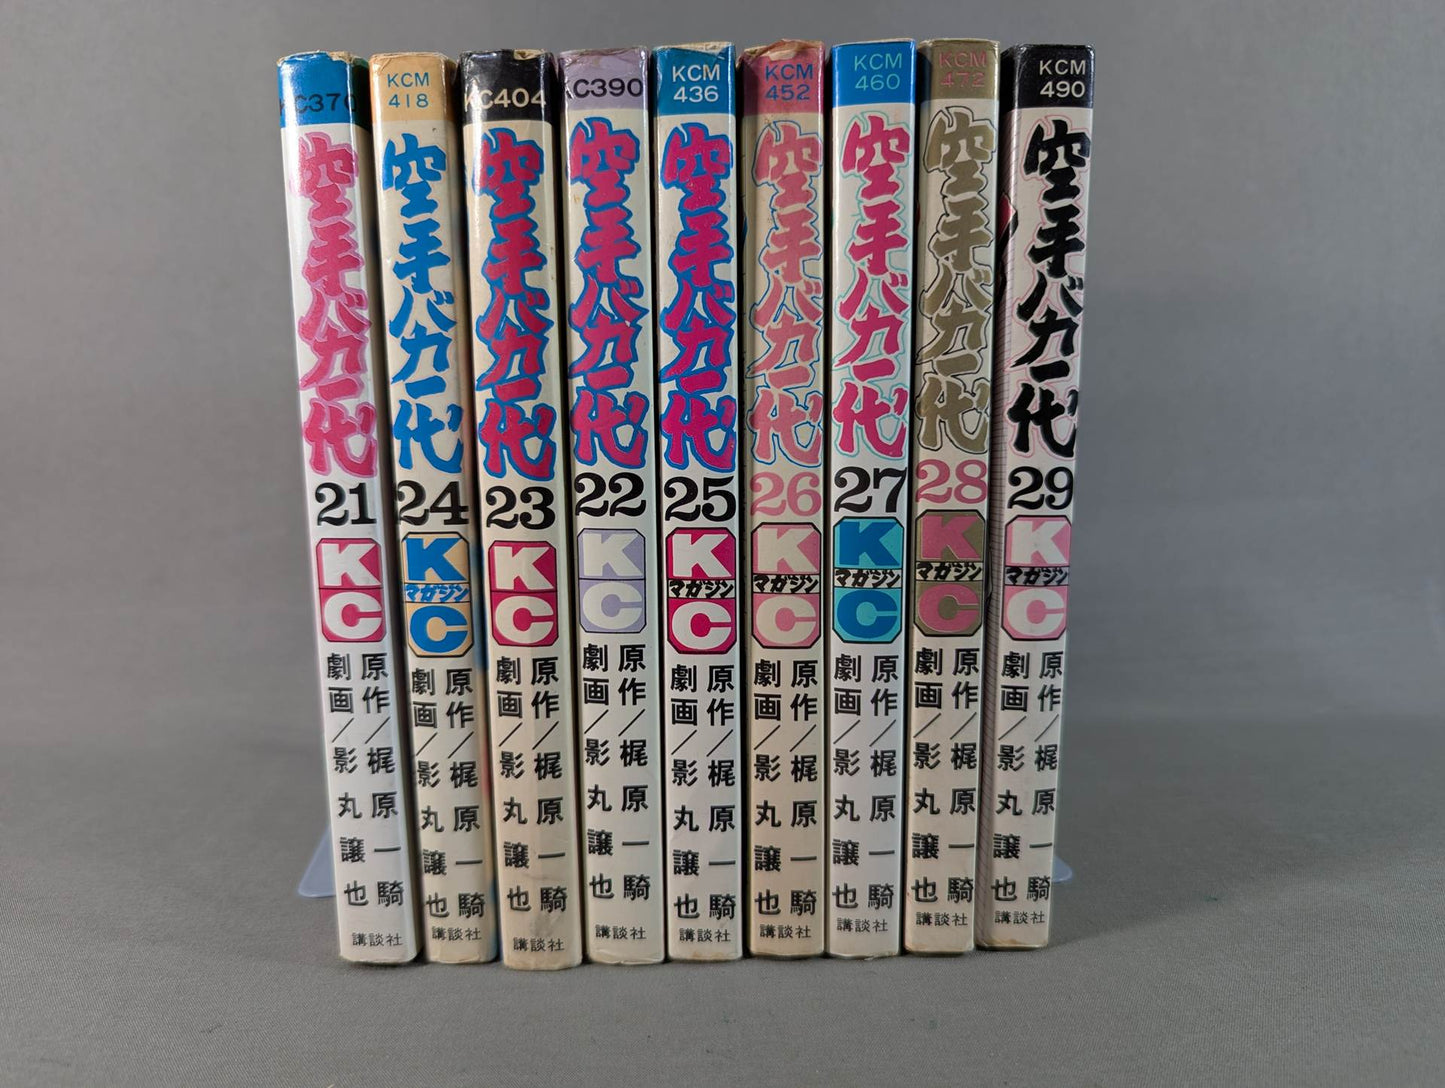 KC370
空手バカ一代
21
KC
原作/梶原一騎
劇画/影丸譲也
講談社
KCM
418
空手バカ一代
24
K
マガジン
C
原作/梶原一騎
劇画/影丸譲也
講談社
KC404
空手バカ一代
23
KC
原作/梶原一騎
劇画/影丸譲也
講談社
KC390
空手バカ一代
22
KC
原作/梶原一騎
劇画/影丸譲也
KCM
436
空手バカ一代
25
K
マガジン
C
原作/梶原一騎
劇画/影丸譲也
講談社
KCM
452
空手バカ一代
26
K
マガジン
C
原作/梶原一騎
劇画/影丸譲也
講談社
KCM
460
空手バカ一代
27
K
マガジン
C
原作/梶原一騎
劇画/影丸譲也
講談社
KCM
472
空手バカ一代
28
K
マガジン
C
原作/梶原一騎
劇画/影丸譲也
講談社
KCM
490
空手バカ一代
29
K
マガジン
C
原作/梶原一騎
劇画/影丸譲也
講談社